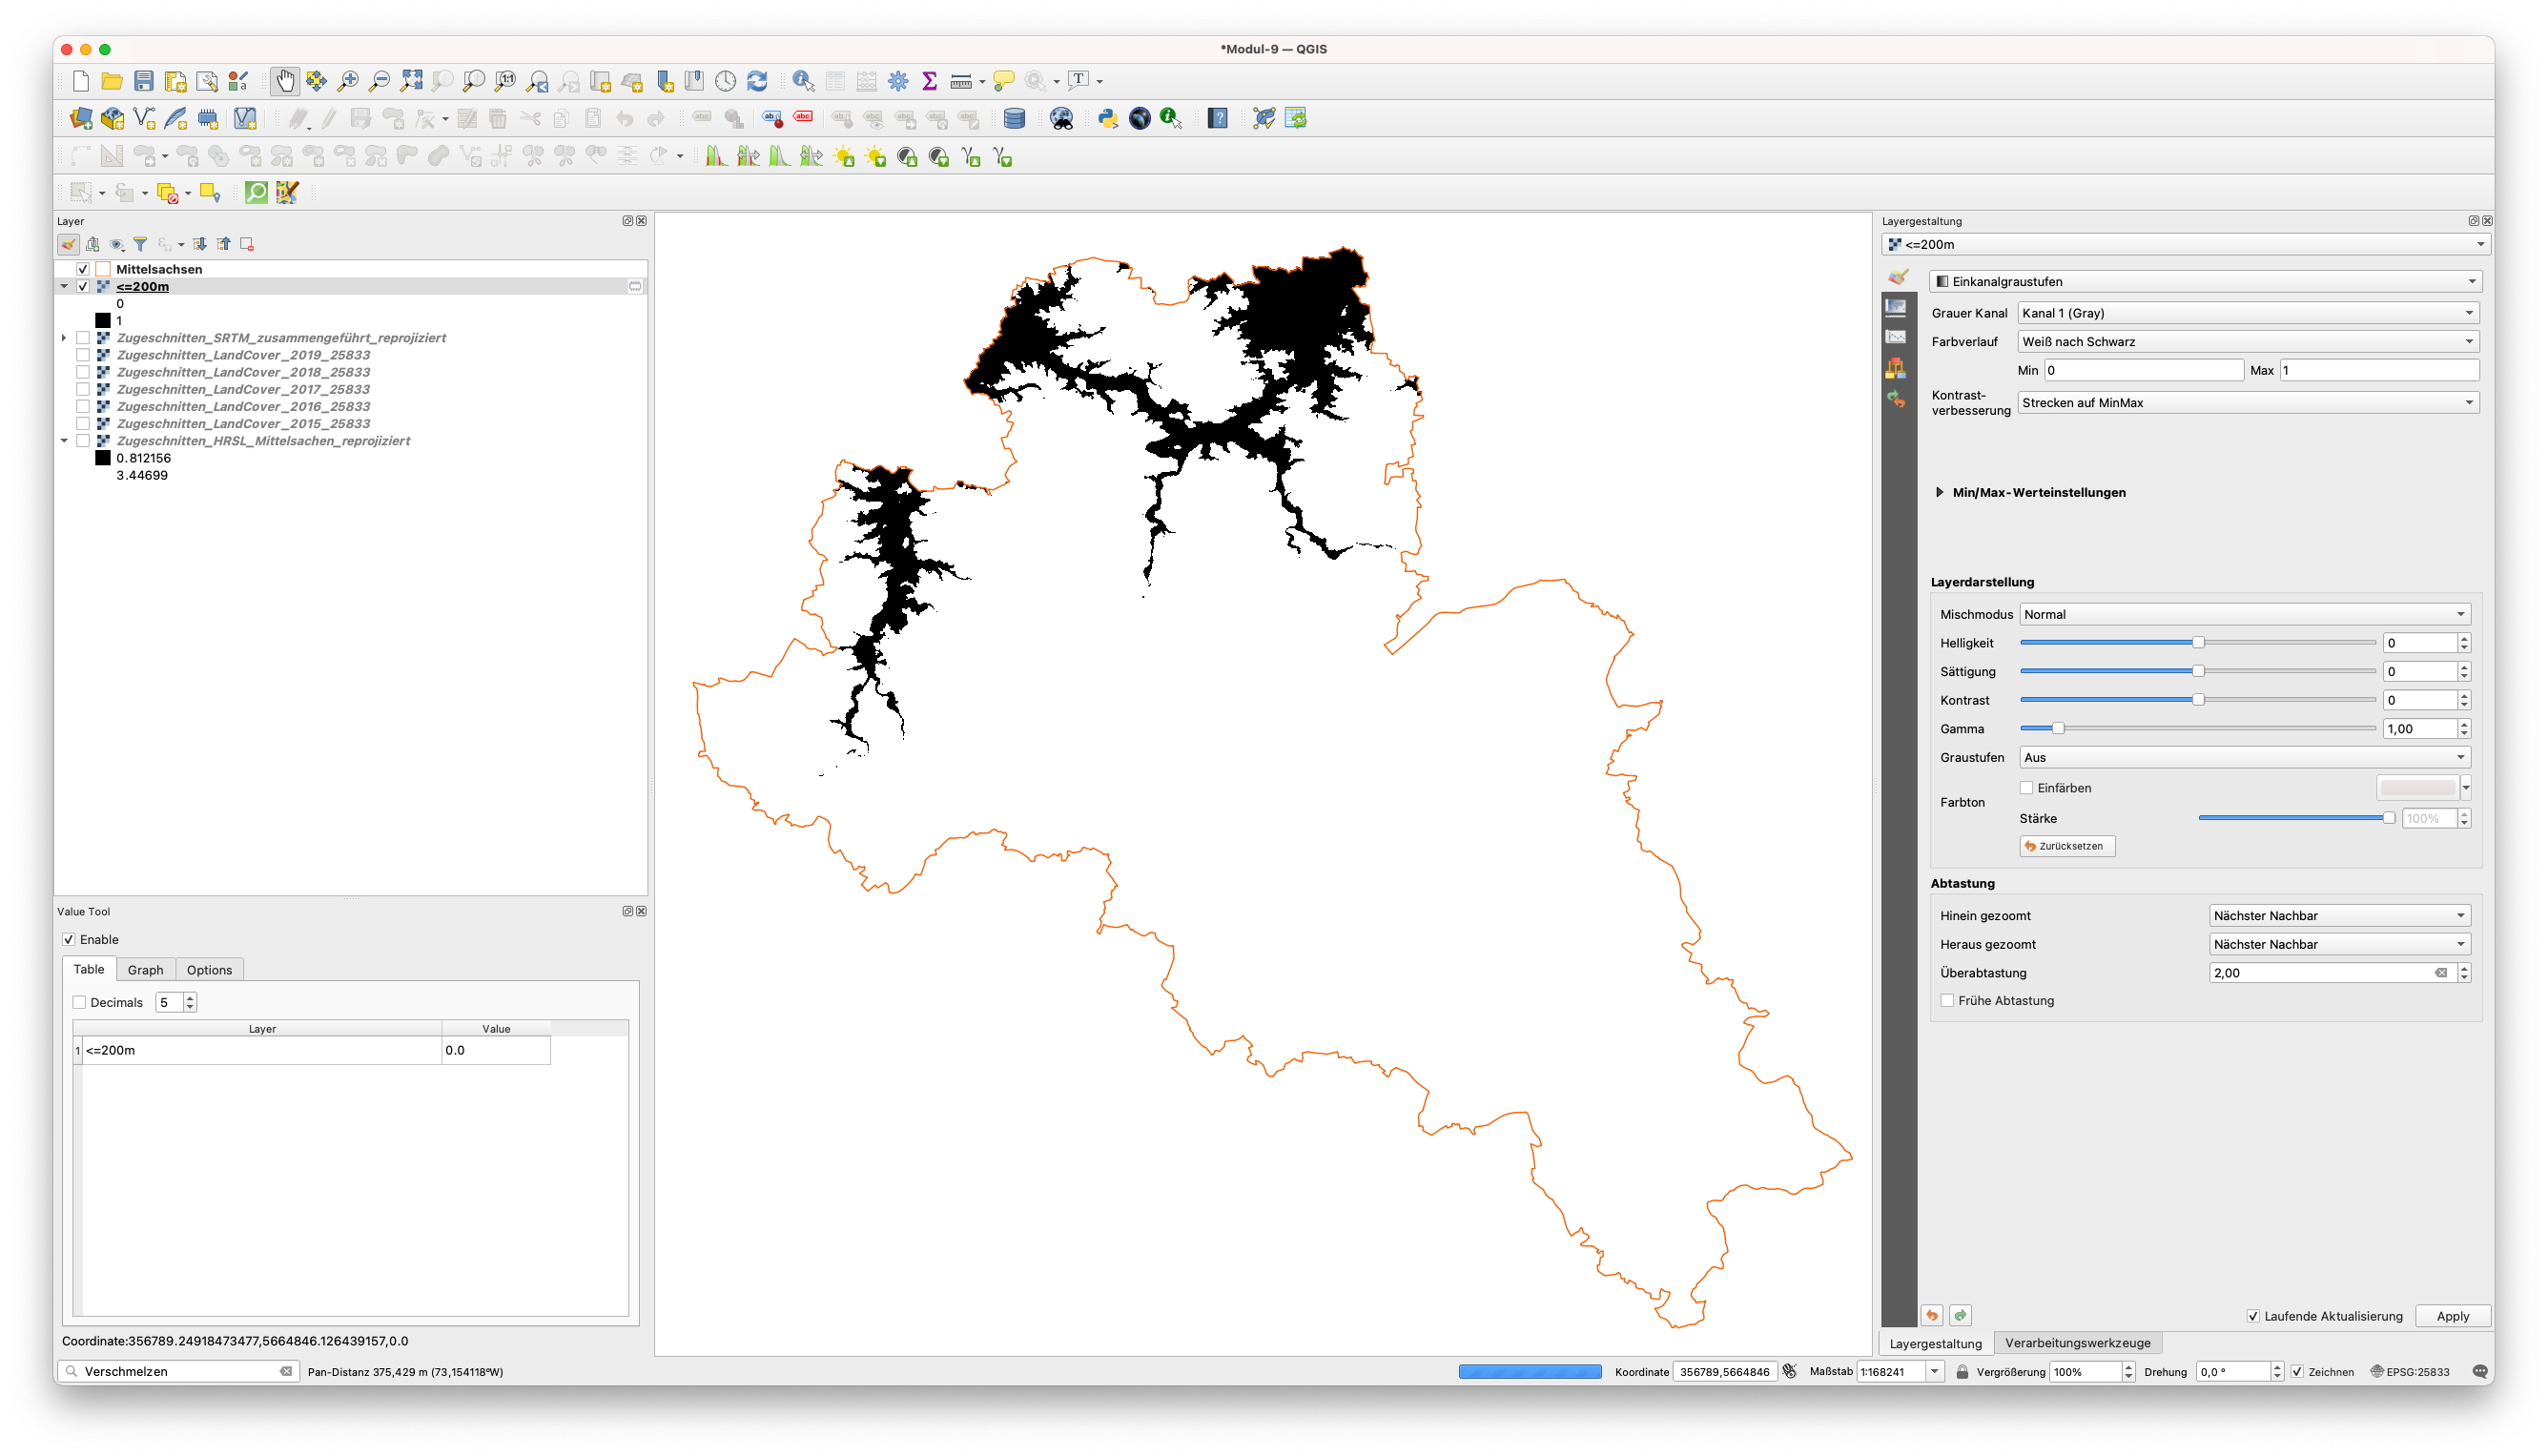 *Modul-9 — QGIS
Layer
Mittelsachsen
<=200m
0
1
Zugeschnitten_SRTM_zusammengeführt_reprojiziert
Zugeschnitten_LandCover_2019_25833
Zugeschnitten_LandCover_2018_25833
Zugeschnitten_LandCover_2017_25833
Zugeschnitten_LandCover_2016_25833
Zugeschnitten_LandCover_2015_25833
Zugeschnitten_HRSL_Mittelsachen_reprojiziert
0.812156
3.44699
Value Tool
Enable
Table Graph Options
Decimals 5
Layer Value
1 <=200m 0.0
Coordinate:356789.24918473477,5664846.126439157,0.0
Layergestaltung
<=200m
Einkanalgraustufen
Grauer Kanal Kanal 1 (Gray)
Farbverlauf Weiß nach Schwarz
Min 0 Max 1
Kontrast-
verbesserung Strecken auf MinMax
Min/Max-Werteinstellungen
Layerdarstellung
Mischmodus Normal
Helligkeit 0
Sättigung 0
Kontrast 0
Gamma 1,00
Graustufen Aus
Farbton Einfärben
Stärke 100%
Zurücksetzen
Abtastung
Hinein gezoomt Nächster Nachbar
Heraus gezoomt Nächster Nachbar
Überabtastung 2,00
Frühe Abtastung
Laufende Aktualisierung Apply
Layergestaltung Verarbeitungswerkzeuge
Verschmelzen Pan-Distanz 375,429 m (73,154118°W) Koordinate 356789,5664846 Maßstab 1:168241 Vergrößerung 100% Drehung 0,0 ° Zeichnen EPSG:25833